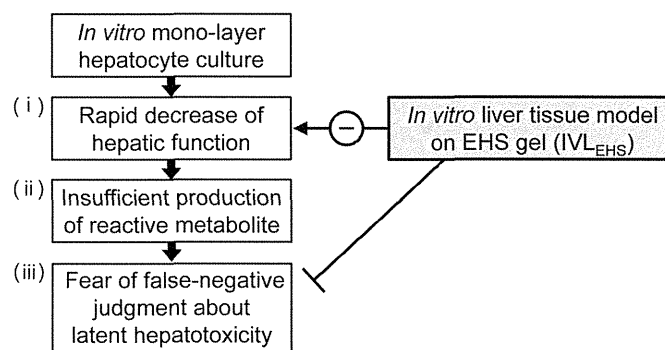 In vitro mono-layer
hepatocyte culture
(i)
Rapid decrease of
hepatic function
−
In vitro liver tissue model
on EHS gel (IVLEHS)
(ii)
Insufficient production
of reactive metabolite
(iii)
Fear of false-negative
judgment about
latent hepatotoxicity